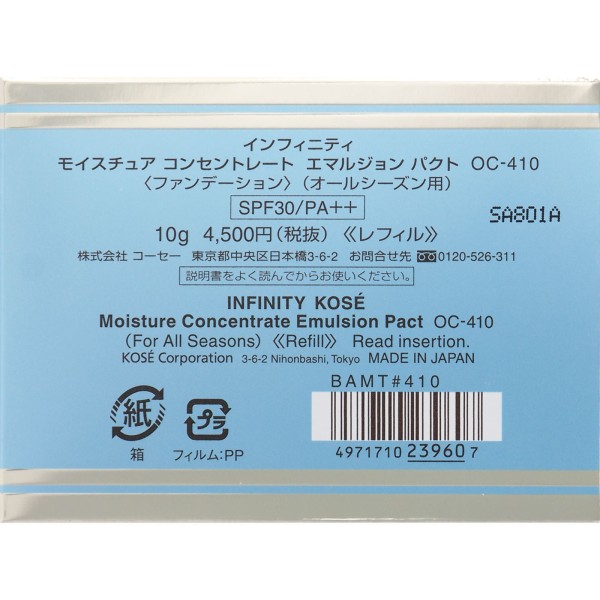 インフィニティ
モイスチュア コンセントレート エマルジョン パクト OC-410
〈ファンデーション〉(オールシーズン用)
SPF30/PA++
SA801A
10g 4,500円(税抜)《レフィル》
株式会社 コーセー 東京都中央区日本橋3-6-2 お問合せ先 0120-526-311
説明書をよく読んでからお使いください。
INFINITY KOSÉ
Moisture Concentrate Emulsion Pact OC-410
(For All Seasons) 《Refill》 Read insertion.
KOSÉ Corporation 3-6-2 Nihonbashi, Tokyo MADE IN JAPAN
BAMT#410
紙
プラ
箱
フィルム:PP
4971710 23960 7